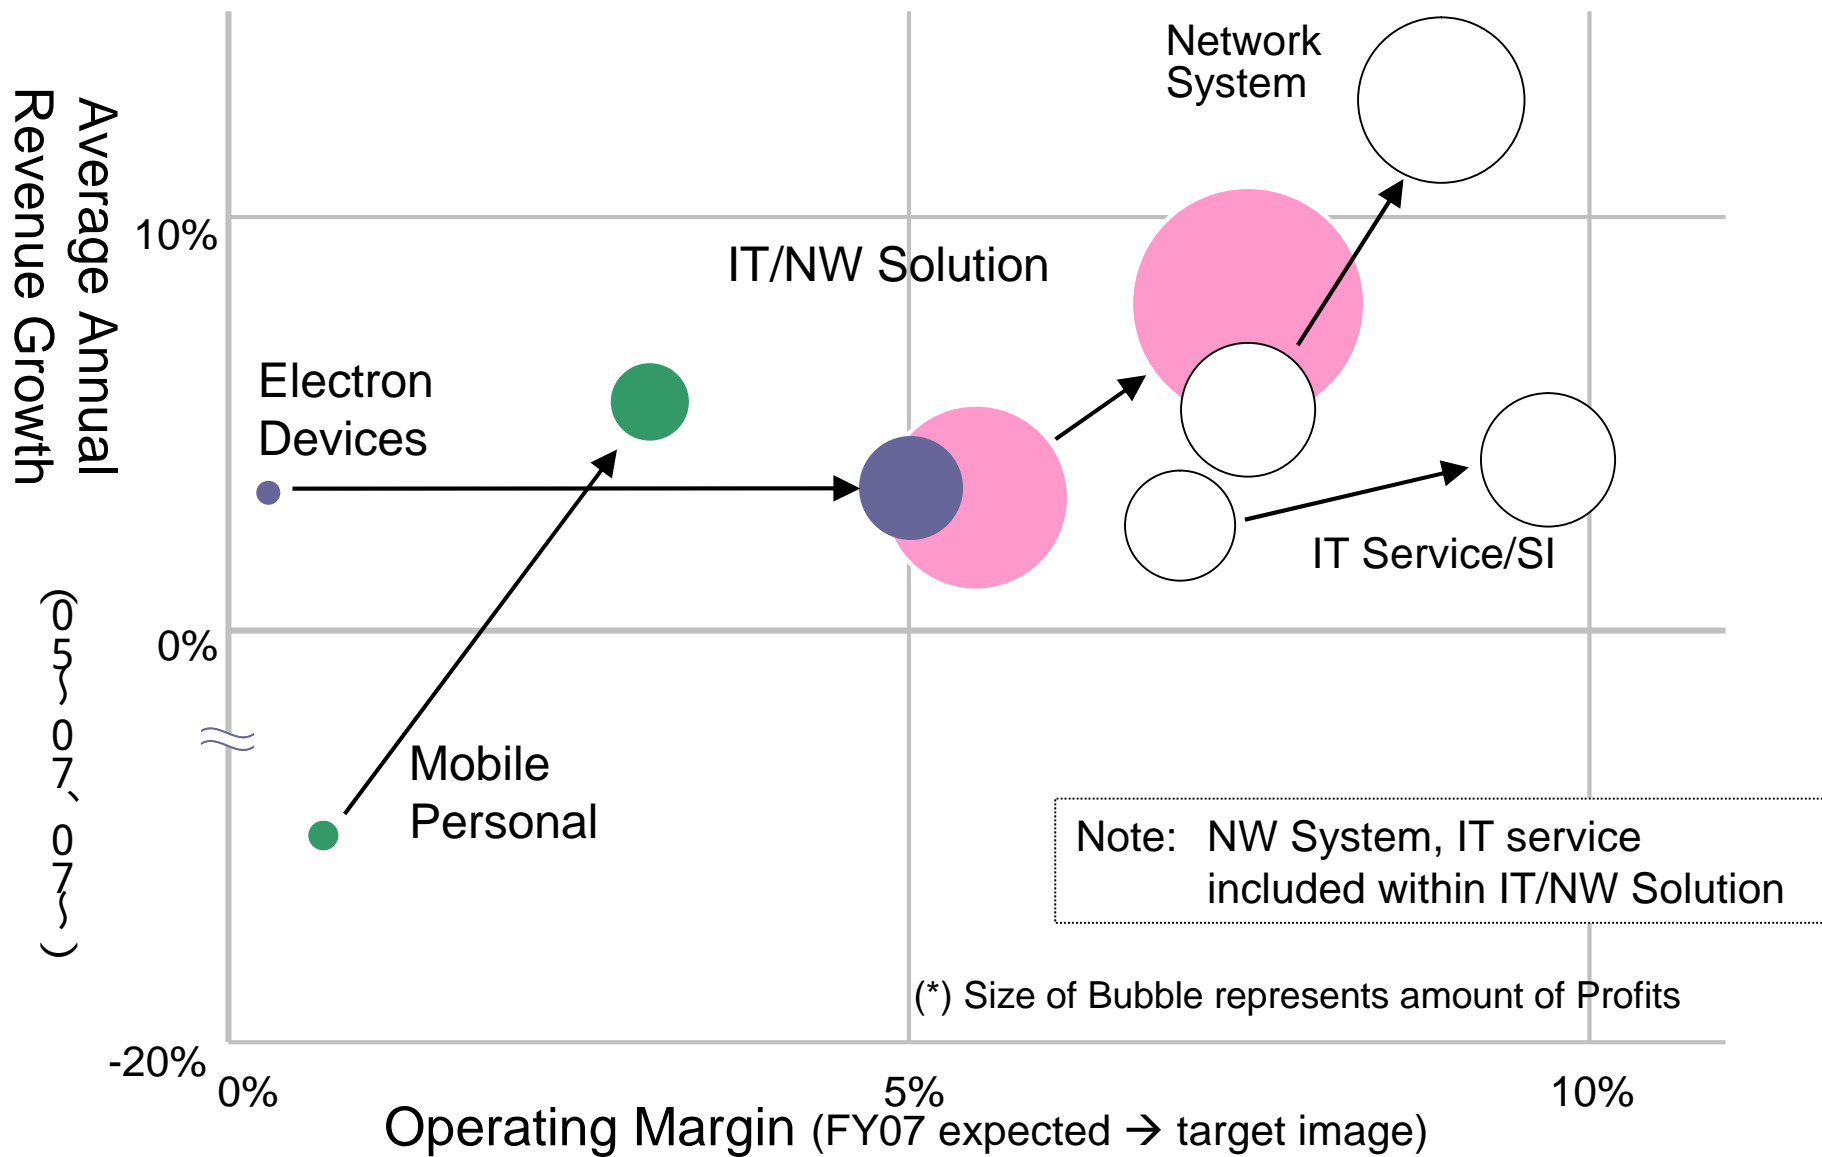 Network
System
Average Annual
Revenue Growth
(05〜07、07〜)
10%
IT/NW Solution
Electron
Devices
IT Service/SI
0%
Mobile
Personal
Note: NW System, IT service
included within IT/NW Solution
(*) Size of Bubble represents amount of Profits
-20%
0%
5%
10%
Operating Margin (FY07 expected → target image)